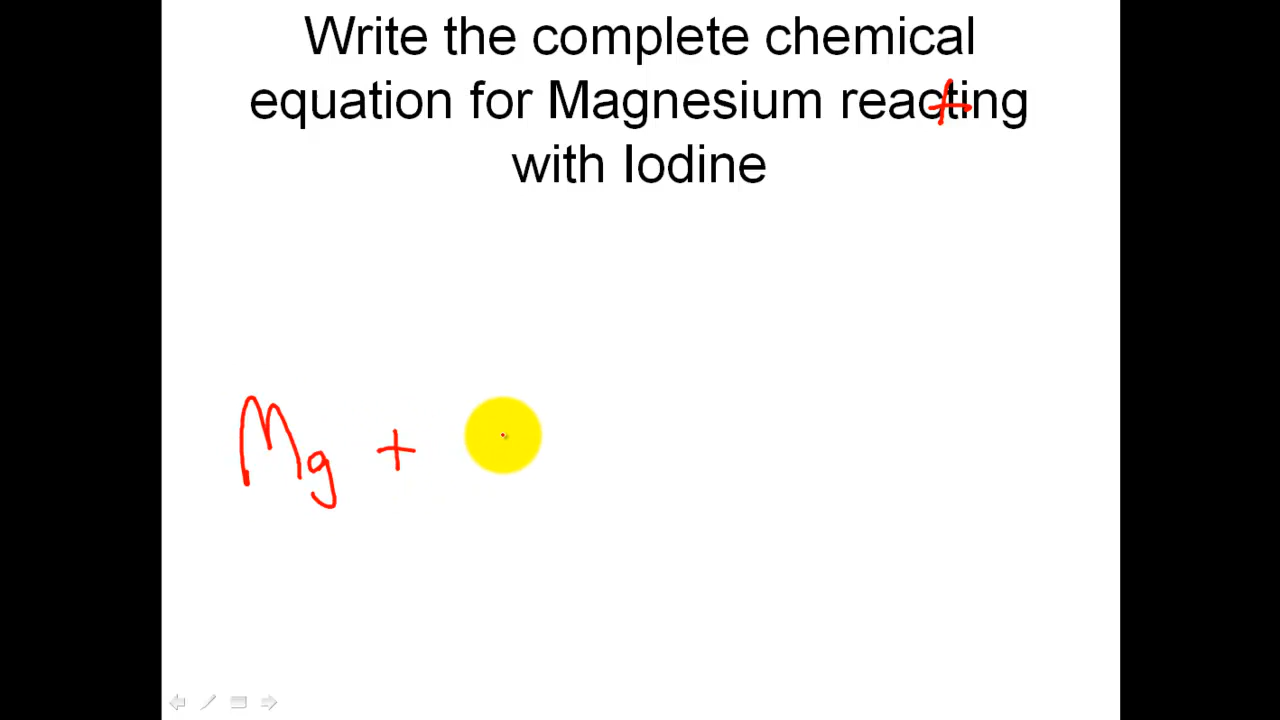 Write the complete chemical
equation for Magnesium reacting
with Iodine
Mg +